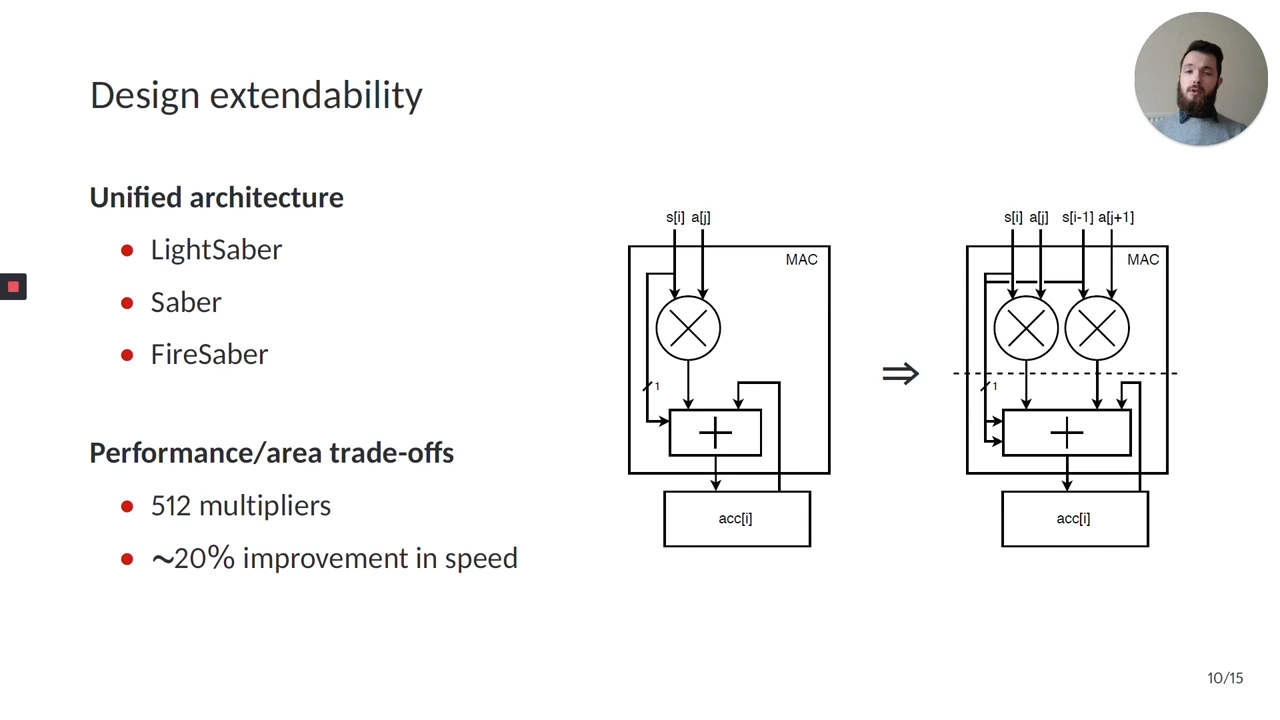 Design extendability
Unified architecture
LightSaber
Saber
FireSaber
Performance/area trade-offs
512 multipliers
~20% improvement in speed
s[i] a[j]
MAC
1
acc[i]
⇒
s[i] a[j] s[i-1] a[j+1]
MAC
1
acc[i]
10/15